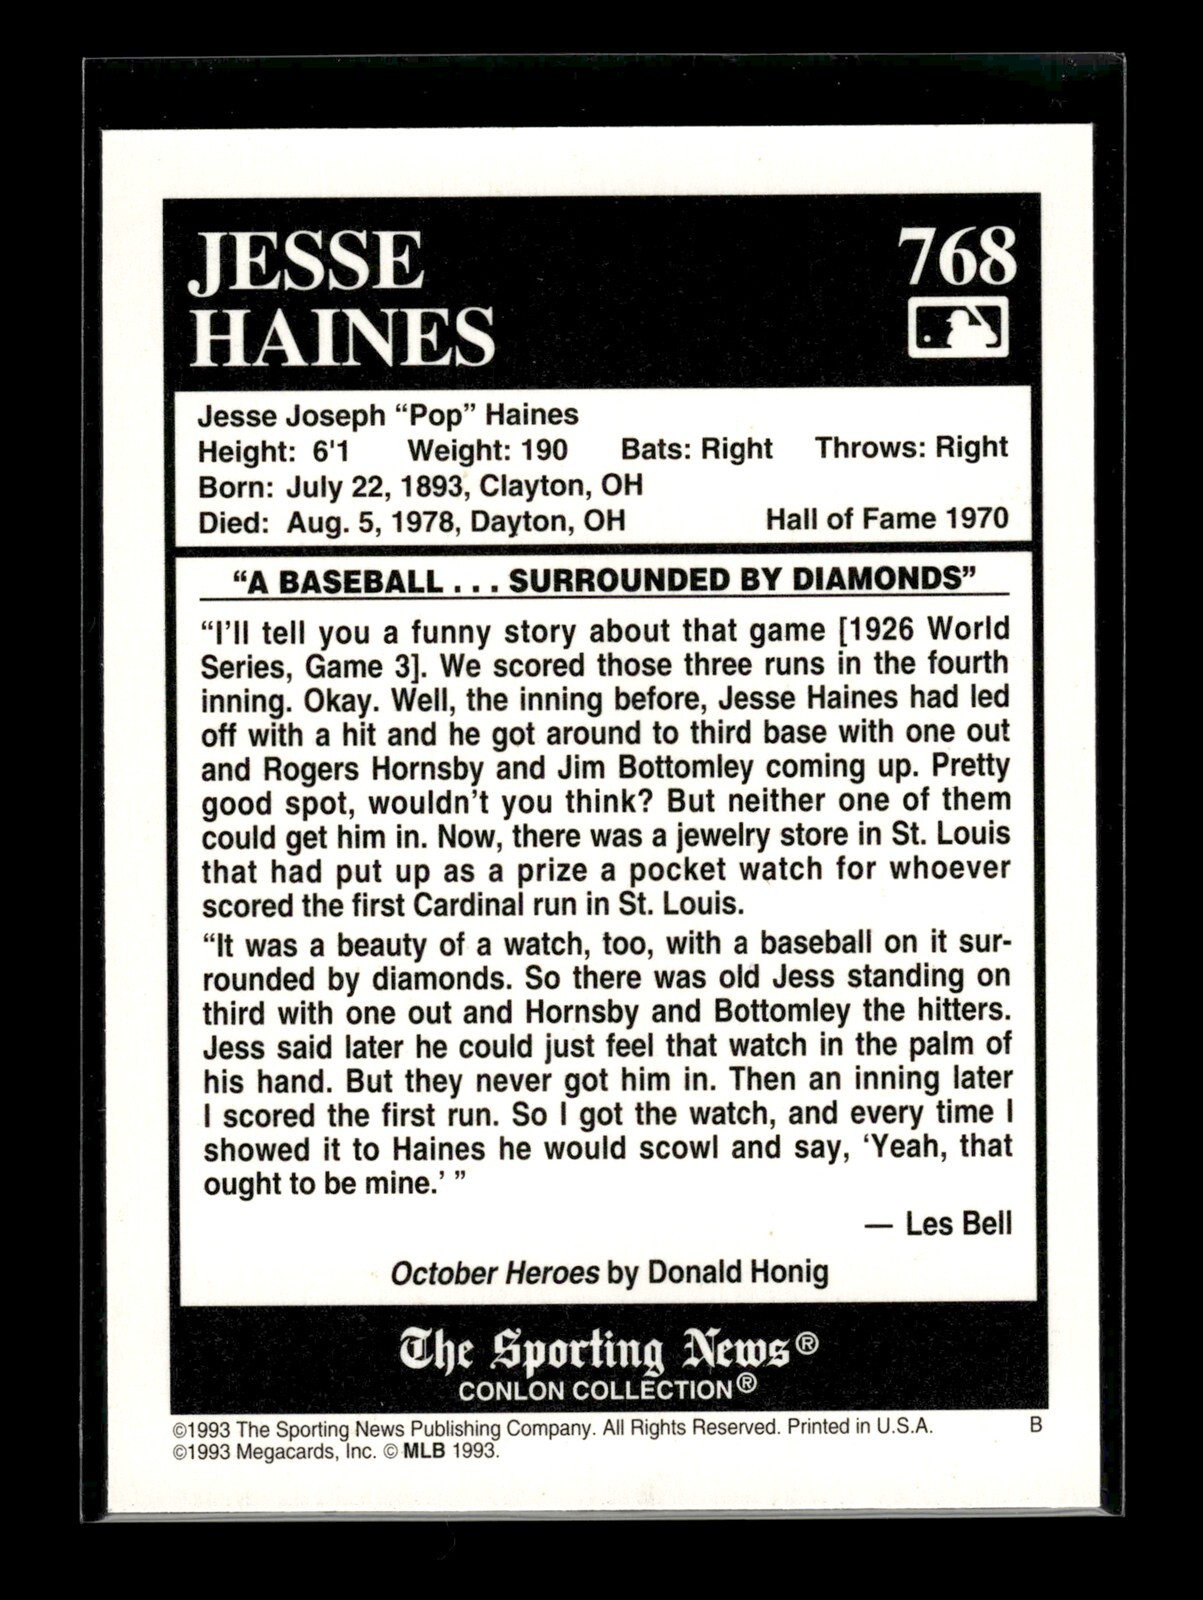 JESSE
HAINES
768
Jesse Joseph “Pop” Haines
Height: 6'1 Weight: 190 Bats: Right Throws: Right
Born: July 22, 1893, Clayton, OH
Died: Aug. 5, 1978, Dayton, OH Hall of Fame 1970
“A BASEBALL . . . SURROUNDED BY DIAMONDS”
“I’ll tell you a funny story about that game [1926 World
Series, Game 3]. We scored those three runs in the fourth
inning. Okay. Well, the inning before, Jesse Haines had led
off with a hit and he got around to third base with one out
and Rogers Hornsby and Jim Bottomley coming up. Pretty
good spot, wouldn’t you think? But neither one of them
could get him in. Now, there was a jewelry store in St. Louis
that had put up as a prize a pocket watch for whoever
scored the first Cardinal run in St. Louis.
“It was a beauty of a watch, too, with a baseball on it sur-
rounded by diamonds. So there was old Jess standing on
third with one out and Hornsby and Bottomley the hitters.
Jess said later he could just feel that watch in the palm of
his hand. But they never got him in. Then an inning later
I scored the first run. So I got the watch, and every time I
showed it to Haines he would scowl and say, ‘Yeah, that
ought to be mine.’ ”
— Les Bell
October Heroes by Donald Honig
The Sporting News®
CONLON COLLECTION®
©1993 The Sporting News Publishing Company. All Rights Reserved. Printed in U.S.A. B
©1993 Megacards, Inc. © MLB 1993.